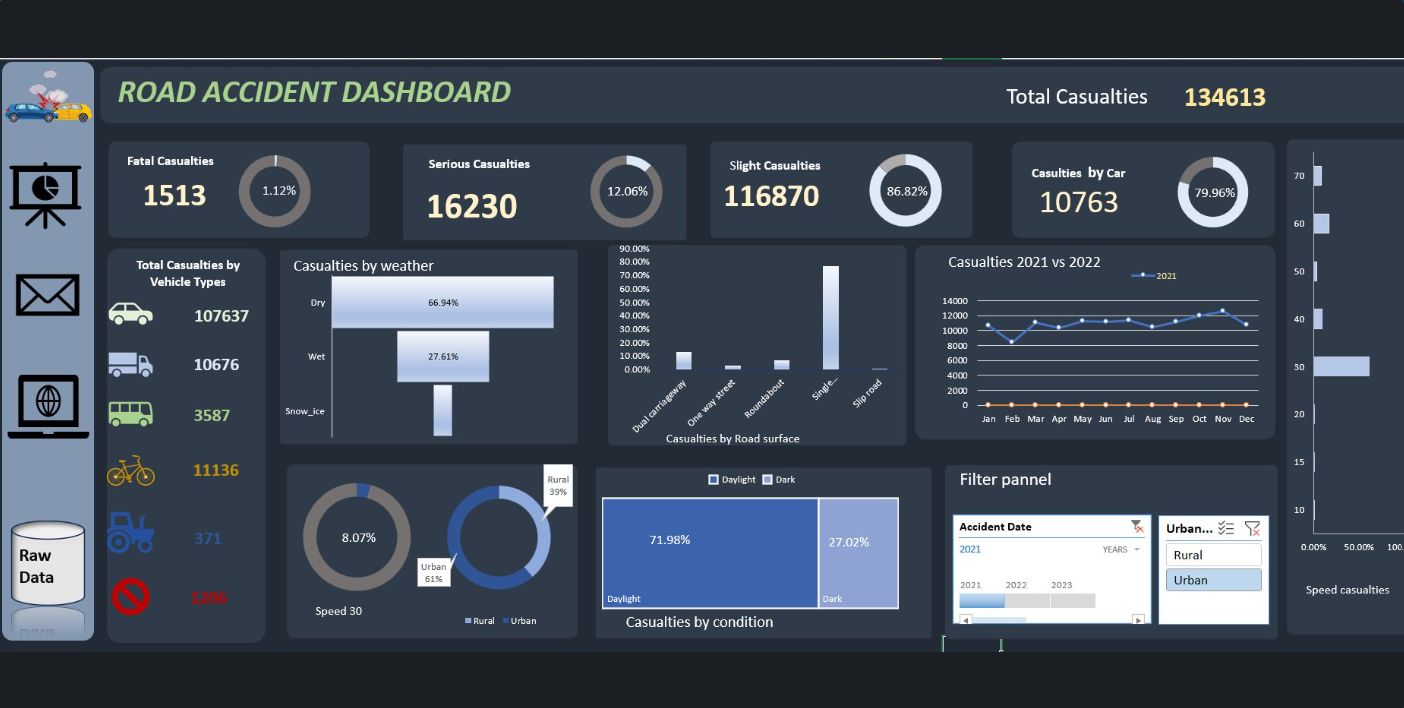 ROAD ACCIDENT DASHBOARD
Total Casualties 134613
Fatal Casualties
1513
1.12%
Serious Casualties
16230
12.06%
Slight Casualties
116870
86.82%
Casulties by Car
10763
79.96%
Total Casualties by
Vehicle Types
107637
10676
3587
11136
371
1206
Raw
Data
Casualties by weather
Dry
66.94%
Wet
27.61%
Snow_ice
90.00%
80.00%
70.00%
60.00%
50.00%
40.00%
30.00%
20.00%
10.00%
0.00%
Dual carriageway
One way street
Roundabout
Single...
Slip road
Casualties by Road surface
Casualties 2021 vs 2022
2021
14000
12000
10000
8000
6000
4000
2000
0
Jan Feb Mar Apr May Jun Jul Aug Sep Oct Nov Dec
70
60
50
40
30
20
15
10
0.00% 50.00% 100.
Speed casualties
8.07%
Speed 30
Rural
39%
Urban
61%
Rural Urban
Daylight Dark
71.98%
27.02%
Daylight
Dark
Casualties by condition
Filter pannel
Accident Date
2021 YEARS
2021 2022 2023
Urban...
Rural
Urban